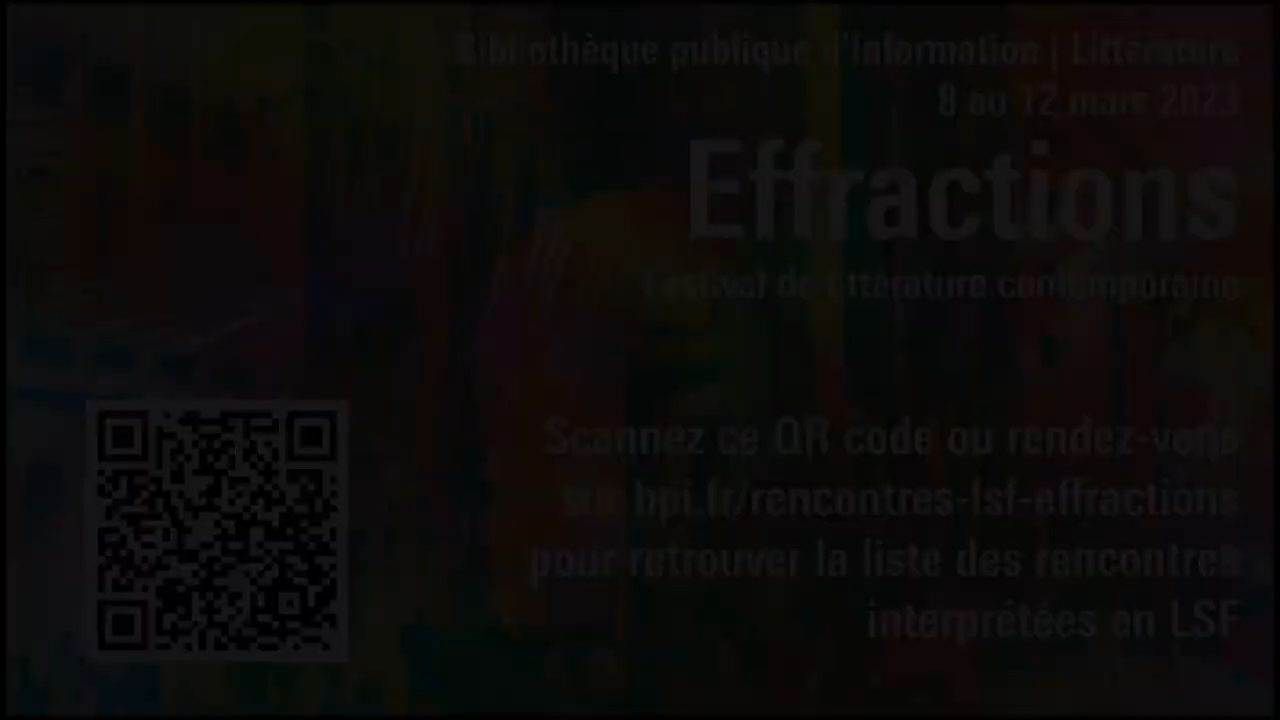 Bibliothèque publique d'Information | Littérature
8 au 12 mars 2023
Effractions
Festival de littérature contemporaine
Scannez ce QR code ou rendez-vous
sur bpi.fr/rencontres-lsf-effractions
pour retrouver la liste des rencontres
interprétées en LSF